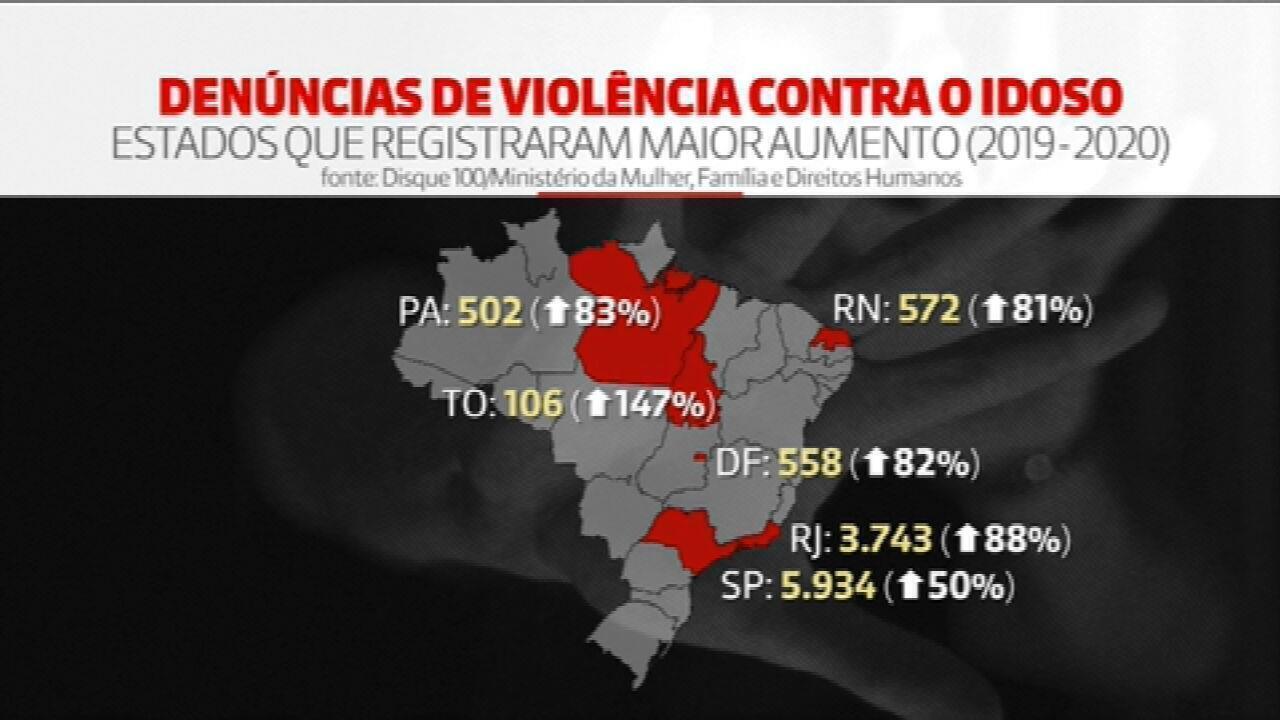 DENÚNCIAS DE VIOLÊNCIA CONTRA O IDOSO
ESTADOS QUE REGISTRARAM MAIOR AUMENTO (2019-2020)
fonte: Disque 100/Ministério da Mulher, Família e Direitos Humanos
PA: 502 (⬆83%)
RN: 572 (⬆81%)
TO: 106 (⬆147%)
DF: 558 (⬆82%)
RJ: 3.743 (⬆88%)
SP: 5.934 (⬆50%)